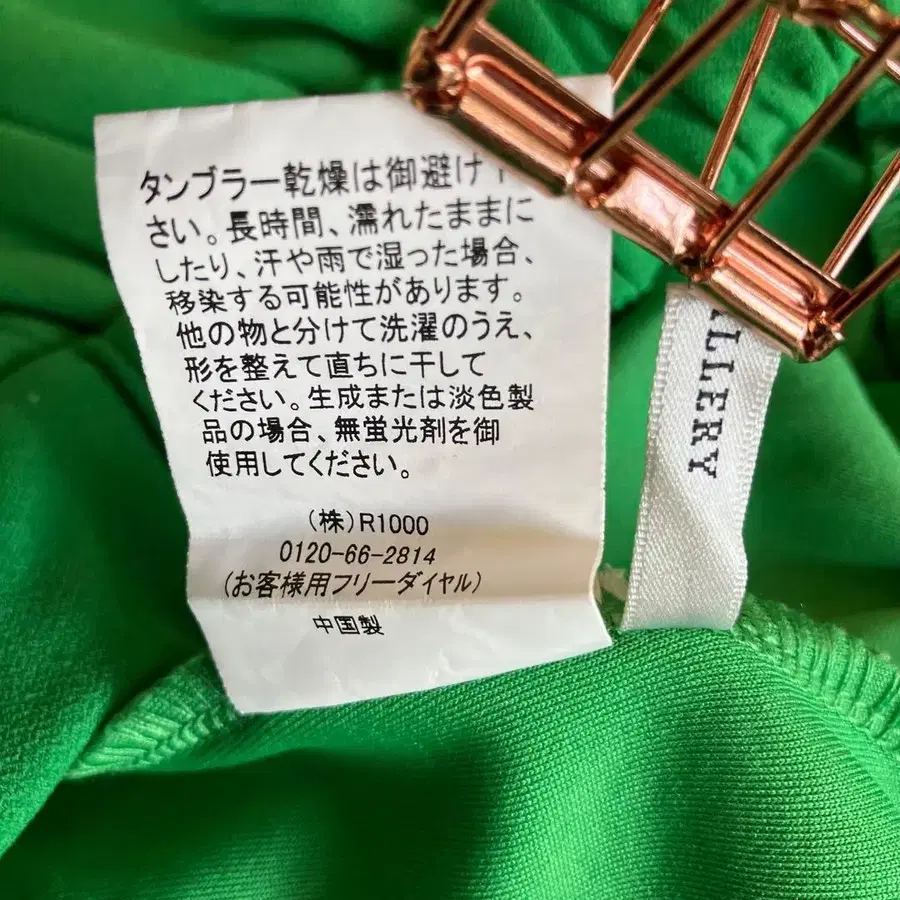 タンブラー乾燥は御避け
さい。長時間、濡れたままに
したり、汗や雨で湿った場合、
移染する可能性があります。
他の物と分けて洗濯のうえ、
形を整えて直ちに干して
ください。生成または淡色製
品の場合、無蛍光剤を御
使用してください。
(株)R1000
0120-66-2814
(お客様用フリーダイヤル)
中国製
LLERY